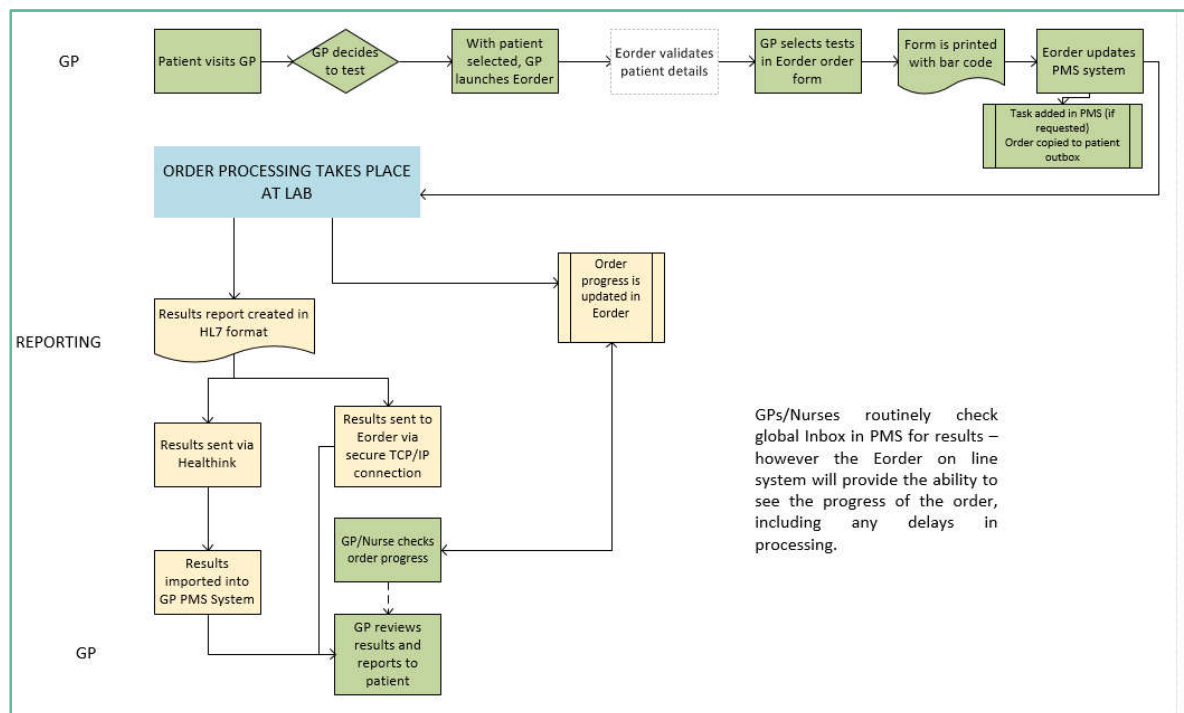 GP
Patient visits GP
GP decides
to test
With patient
selected, GP
launches Eorder
Eorder validates
patient details
GP selects tests
in Eorder order
form
Form is printed
with bar code
Eorder updates
PMS system
Task added in PMS (if
requested)
Order copied to patient
outbox
ORDER PROCESSING TAKES PLACE
AT LAB
Order
progress is
updated in
Eorder
REPORTING
Results report created in
HL7 format
Results sent via
Healthink
Results sent to
Eorder via
secure TCP/IP
connection
GPs/Nurses routinely check
global Inbox in PMS for results –
however the Eorder on line
system will provide the ability to
see the progress of the order,
including any delays in
processing.
GP/Nurse checks
order progress
Results
imported into
GP PMS System
GP
GP reviews
results and
reports to
patient